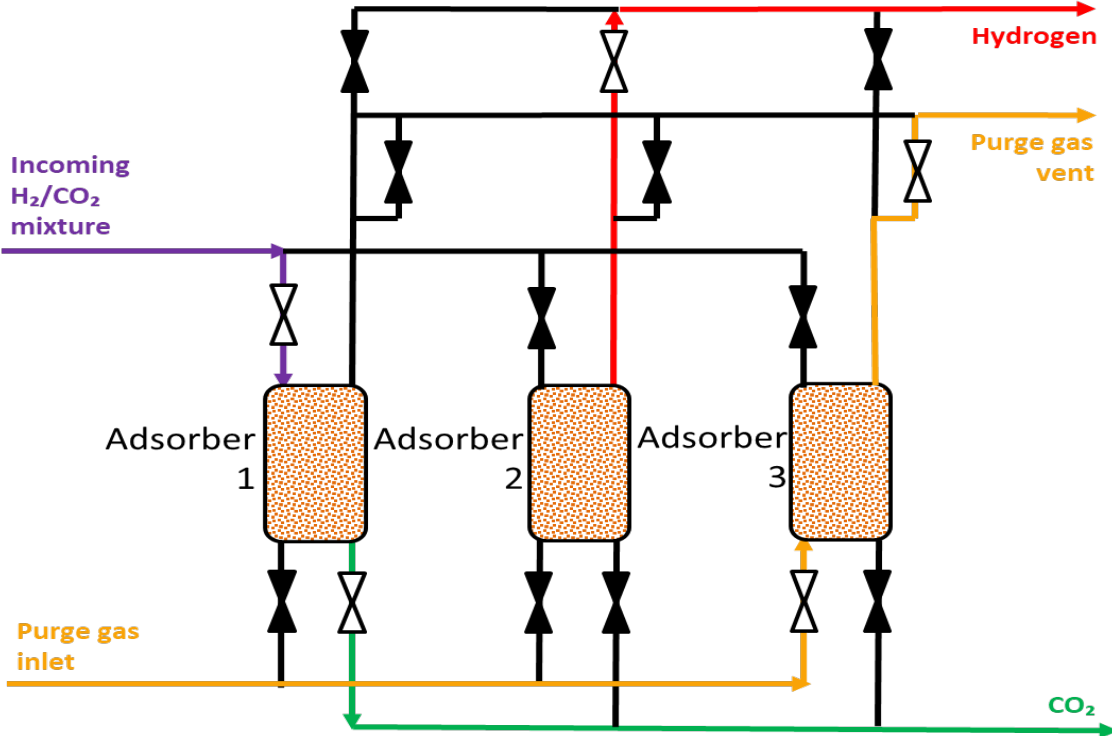 Hydrogen
Purge gas
vent
Incoming
H₂/CO₂
mixture
Adsorber
1
Adsorber
2
Adsorber
3
Purge gas
inlet
CO₂